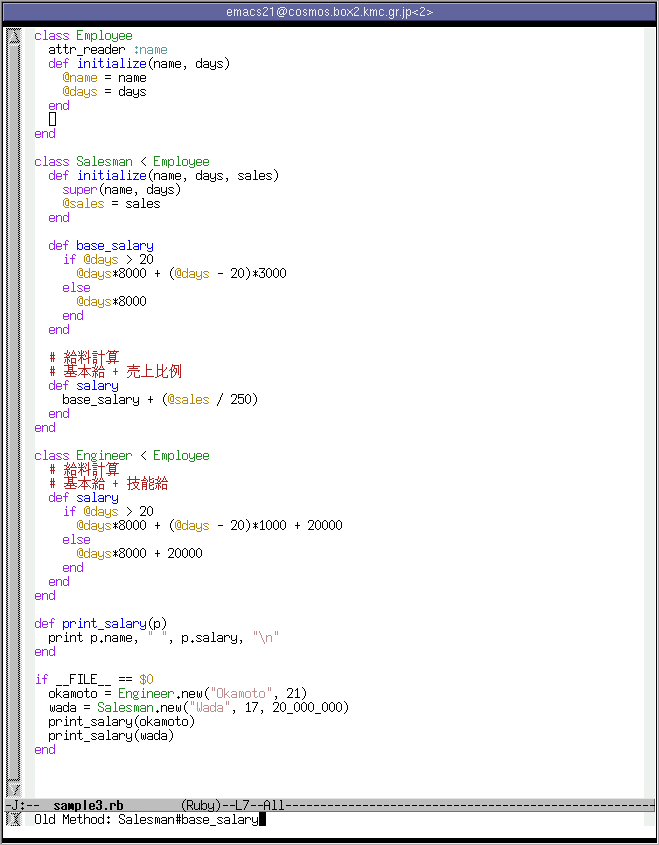 emacs21@cosmos.box2.kmc.gr.jp<2>
class Employee
  attr_reader :name
  def initialize(name, days)
    @name = name
    @days = days
  end

end

class Salesman < Employee
  def initialize(name, days, sales)
    super(name, days)
    @sales = sales
  end

  def base_salary
    if @days > 20
      @days*8000 + (@days - 20)*3000
    else
      @days*8000
    end
  end

  # 給料計算
  # 基本給 + 売上比例
  def salary
    base_salary + (@sales / 250)
  end
end

class Engineer < Employee
  # 給料計算
  # 基本給 + 技能給
  def salary
    if @days > 20
      @days*8000 + (@days - 20)*1000 + 20000
    else
      @days*8000 + 20000
    end
  end
end

def print_salary(p)
  print p.name, " ", p.salary, "\n"
end

if __FILE__ == $0
  okamoto = Engineer.new("Okamoto", 21)
  wada = Salesman.new("Wada", 17, 20_000_000)
  print_salary(okamoto)
  print_salary(wada)
end
-J:--  sample3.rb        (Ruby)--L7--All-----------------------------------------------------
Old Method: Salesman#base_salary